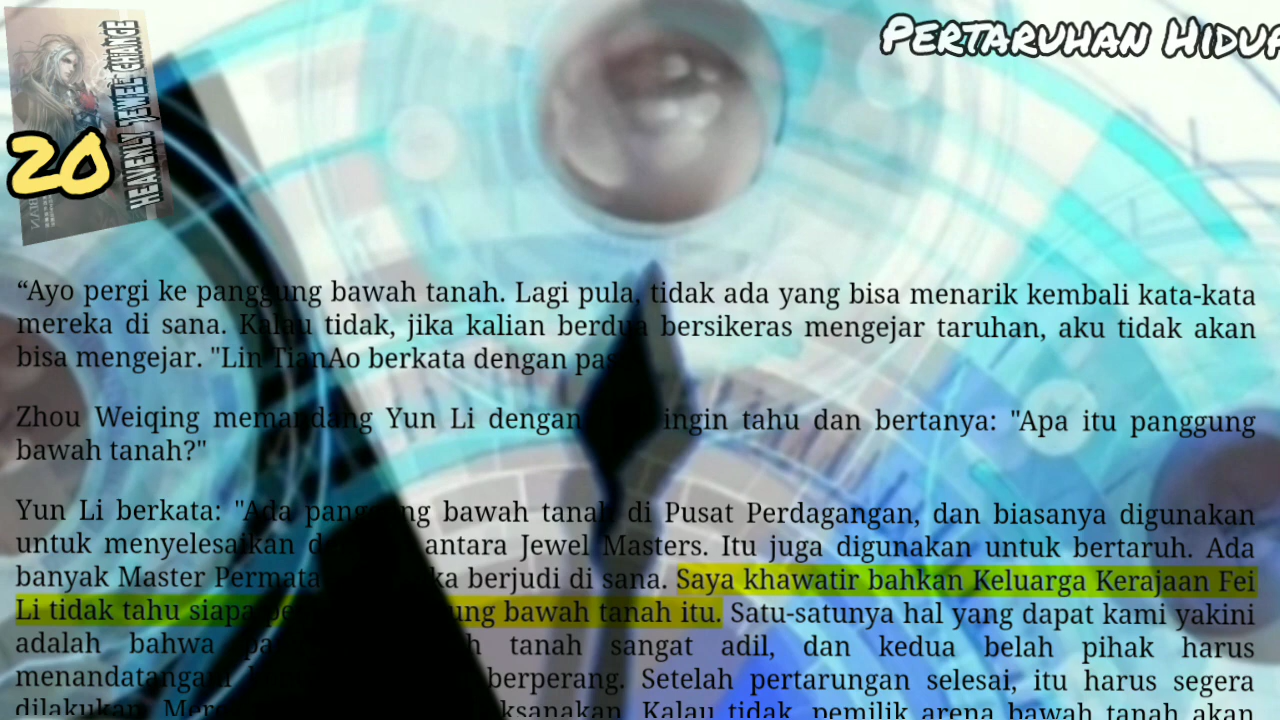 PERTARUHAN HIDUP
HEAVENLY JEWEL CHANGE
20
“Ayo pergi ke panggung bawah tanah. Lagi pula, tidak ada yang bisa menarik kembali kata-kata
mereka di sana. Kalau tidak, jika kalian berdua bersikeras mengejar taruhan, aku tidak akan
bisa mengejar. "Lin TianAo berkata dengan
Zhou Weiqing memandang Yun Li dengan ingin tahu dan bertanya: "Apa itu panggung
bawah tanah?"
Yun Li berkata: "Ada panggung bawah tanah di Pusat Perdagangan, dan biasanya digunakan
untuk menyelesaikan antara Jewel Masters. Itu juga digunakan untuk bertaruh. Ada
banyak Master Permata berjudi di sana. Saya khawatir bahkan Keluarga Kerajaan Fei
Li tidak tahu siapa bawah tanah itu. Satu-satunya hal yang dapat kami yakini
adalah bahwa tanah sangat adil, dan kedua belah pihak harus
berperang. Setelah pertarungan selesai, itu harus segera
dilakukan. Kalau tidak, pemilik arena bawah tanah akan